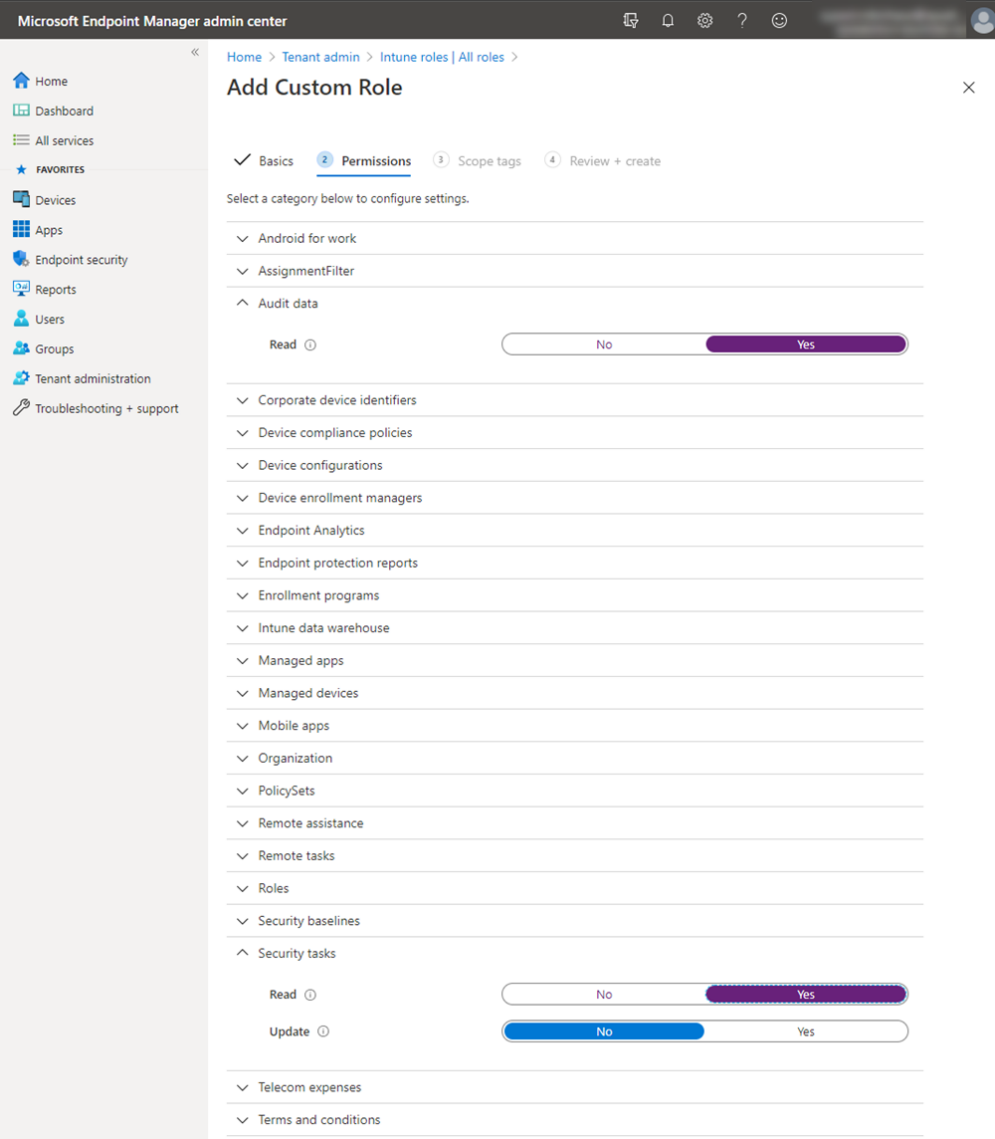 Microsoft Endpoint Manager admin center
«
Home
Dashboard
All services
FAVORITES
Devices
Apps
Endpoint security
Reports
Users
Groups
Tenant administration
Troubleshooting + support
Home > Tenant admin > Intune roles | All roles >
Add Custom Role
Basics 2 Permissions 3 Scope tags 4 Review + create
Select a category below to configure settings.
Android for work
AssignmentFilter
Audit data
Read No Yes
Corporate device identifiers
Device compliance policies
Device configurations
Device enrollment managers
Endpoint Analytics
Endpoint protection reports
Enrollment programs
Intune data warehouse
Managed apps
Managed devices
Mobile apps
Organization
PolicySets
Remote assistance
Remote tasks
Roles
Security baselines
Security tasks
Read No Yes
Update No Yes
Telecom expenses
Terms and conditions